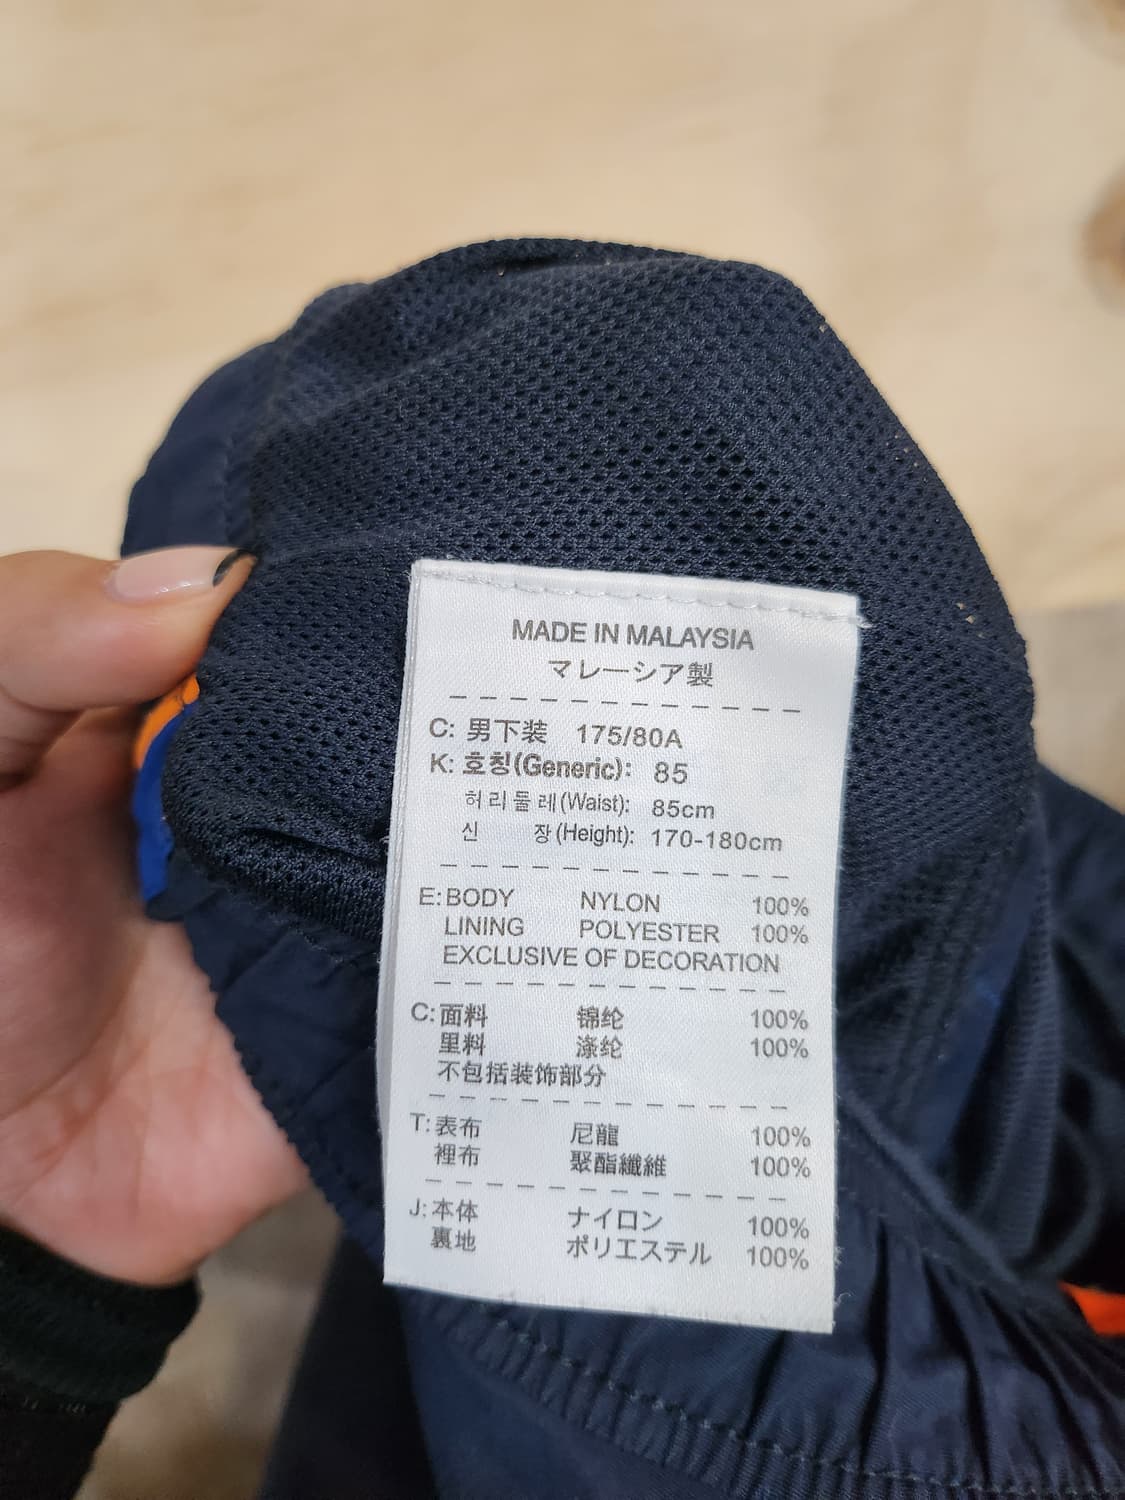 MADE IN MALAYSIA
マレーシア製
C: 男下装 175/80A
K: 호칭(Generic): 85
허리둘레(Waist): 85cm
신 장(Height): 170-180cm
E: BODY NYLON 100%
LINING POLYESTER 100%
EXCLUSIVE OF DECORATION
C: 面料 锦纶 100%
里料 涤纶 100%
不包括装饰部分
T: 表布 尼龍 100%
裡布 聚酯纖維 100%
J: 本体 ナイロン 100%
裏地 ポリエステル 100%